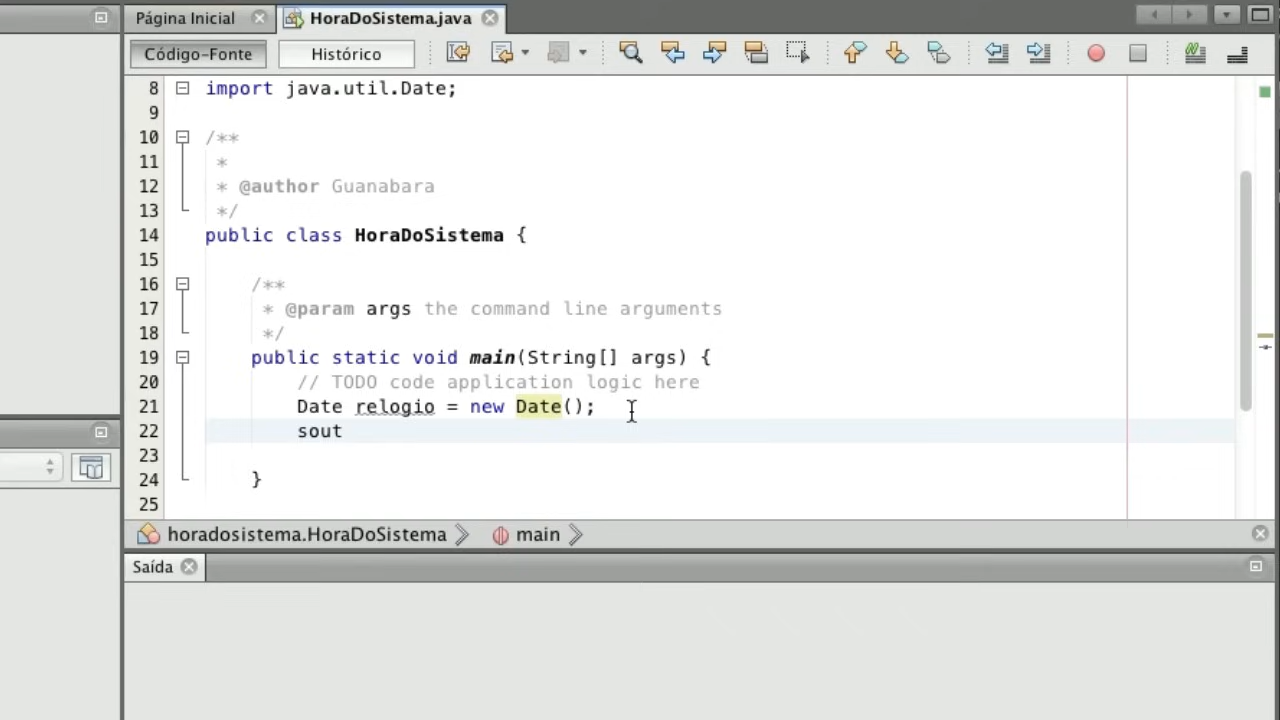 Página Inicial
HoraDoSistema.java
Código-Fonte
Histórico
8 import java.util.Date;
9
10 /**
11 *
12 * @author Guanabara
13 */
14 public class HoraDoSistema {
15
16 /**
17 * @param args the command line arguments
18 */
19 public static void main(String[] args) {
20 // TODO code application logic here
21 Date relogio = new Date();
22 sout
23
24 }
25
horadosistema.HoraDoSistema
main
Saída